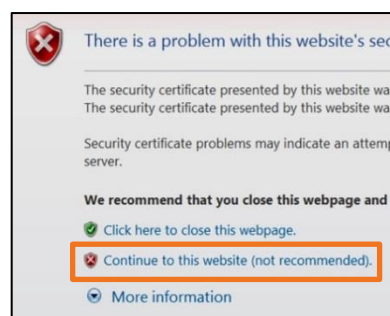 There is a problem with this website's sec
The security certificate presented by this website wa
The security certificate presented by this website wa
Security certificate problems may indicate an attemp
server.
We recommend that you close this webpage and
Click here to close this webpage.
Continue to this website (not recommended).
More information